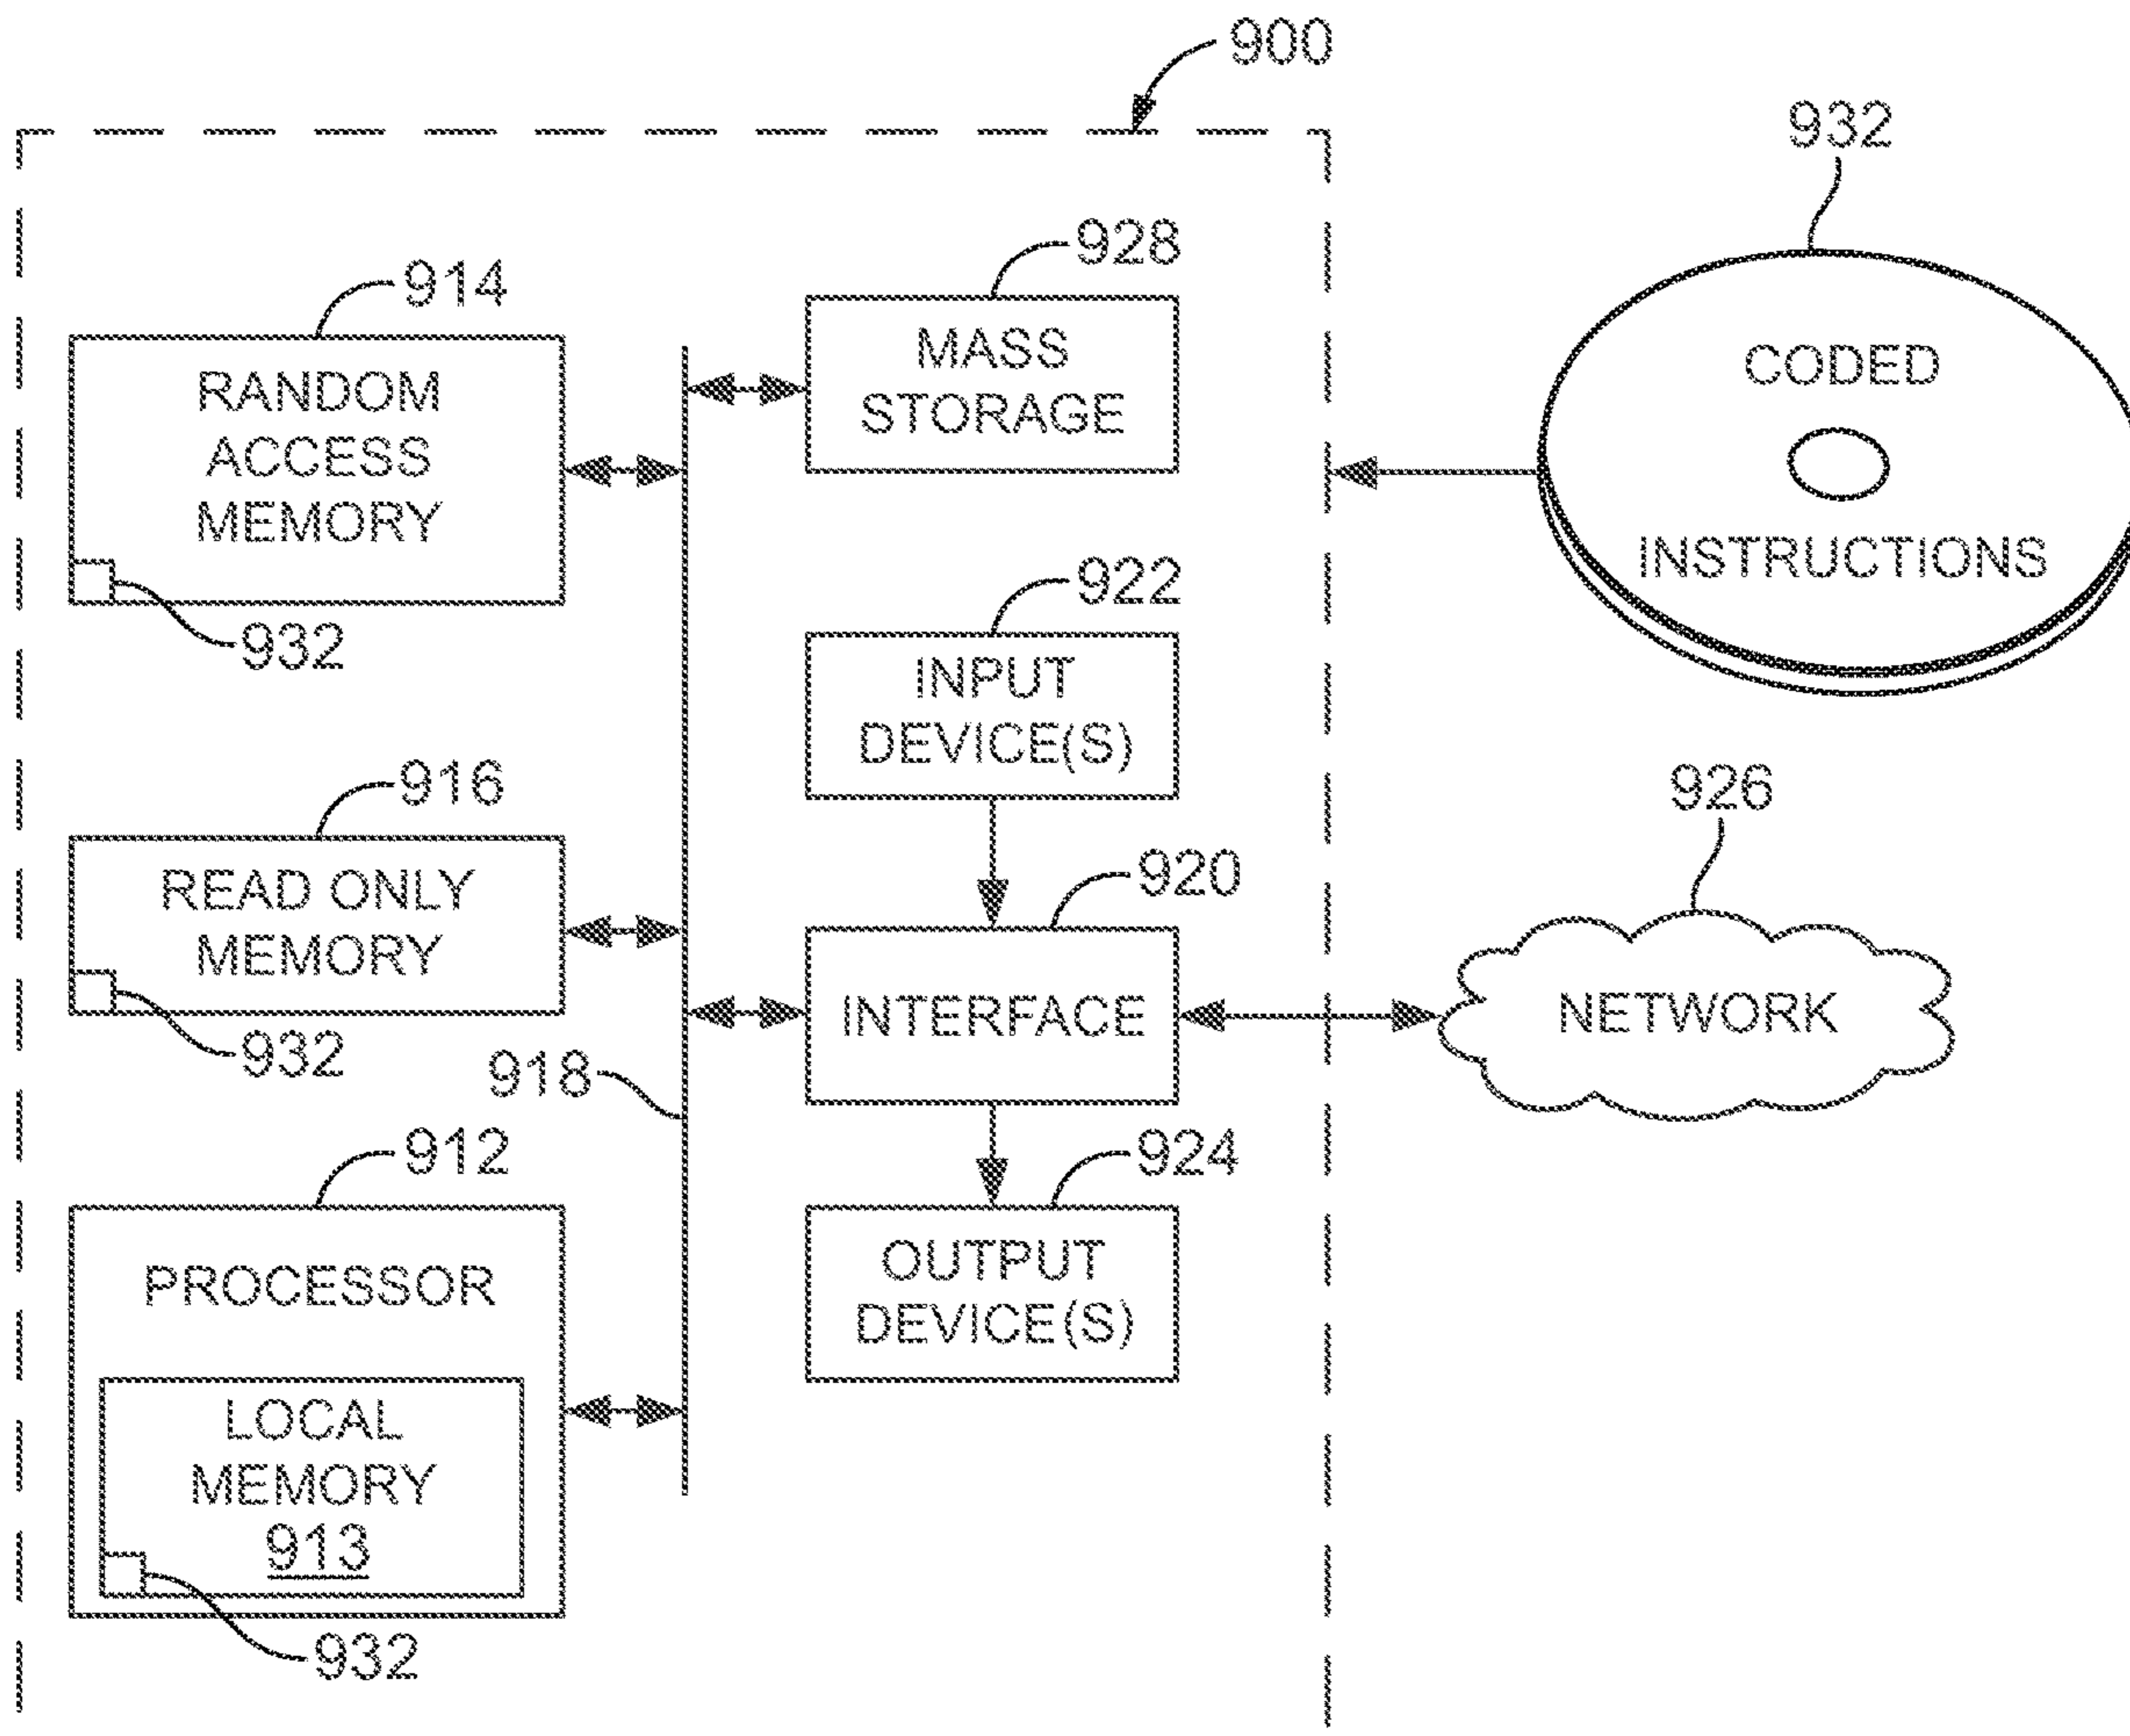 900
932
928
914
MASS
STORAGE
RANDOM
ACCESS
MEMORY
CODED
INSTRUCTIONS
932
922
INPUT
DEVICE(S)
916
926
READ ONLY
MEMORY
920
932
INTERFACE
NETWORK
918
912
924
PROCESSOR
OUTPUT
DEVICE(S)
LOCAL
MEMORY
913
932